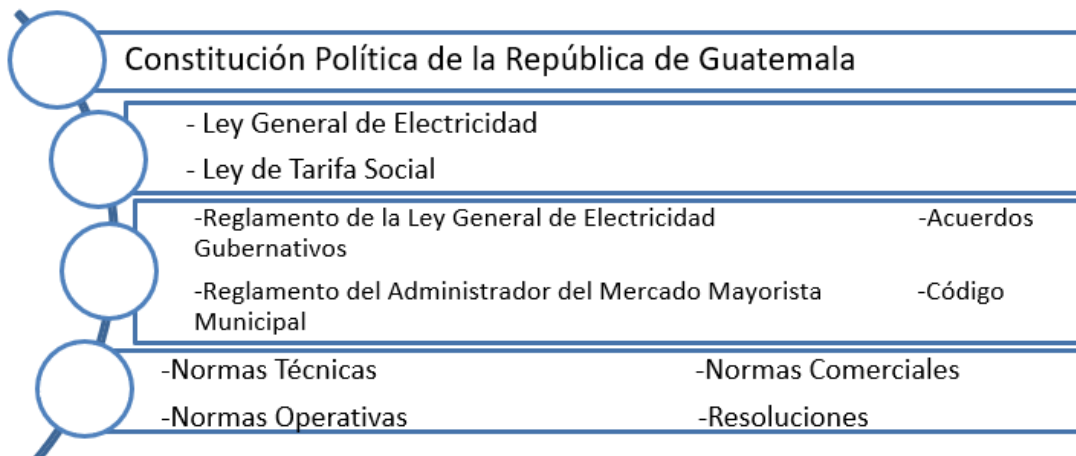 Constitución Política de la República de Guatemala
- Ley General de Electricidad
- Ley de Tarifa Social
-Reglamento de la Ley General de Electricidad -Acuerdos
Gubernativos
-Reglamento del Administrador del Mercado Mayorista -Código
Municipal
-Normas Técnicas -Normas Comerciales
-Normas Operativas -Resoluciones